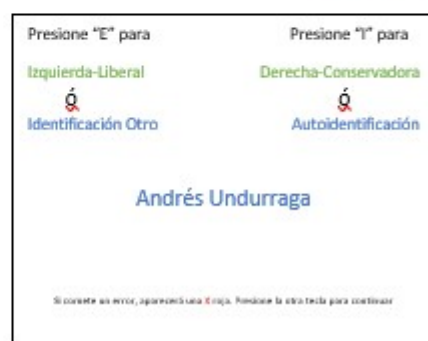 Presione “E” para Presione “I” para
Izquierda-Liberal Derecha-Conservadora
Ó Ó
Identificación Otro Autoidentificación
Andrés Undurraga
Si comete un error, aparecerá una X roja. Presione la otra tecla para continuar